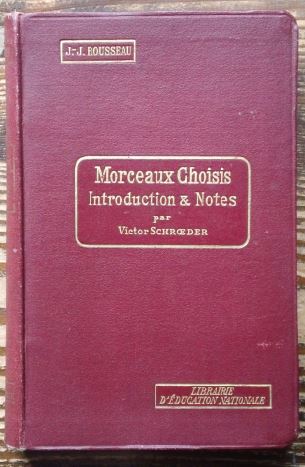 J.-J. ROUSSEAU
Morceaux Choisis
Introduction & Notes
par
Victor SCHRŒDER
LIBRAIRIE
D'ÉDUCATION NATIONALE